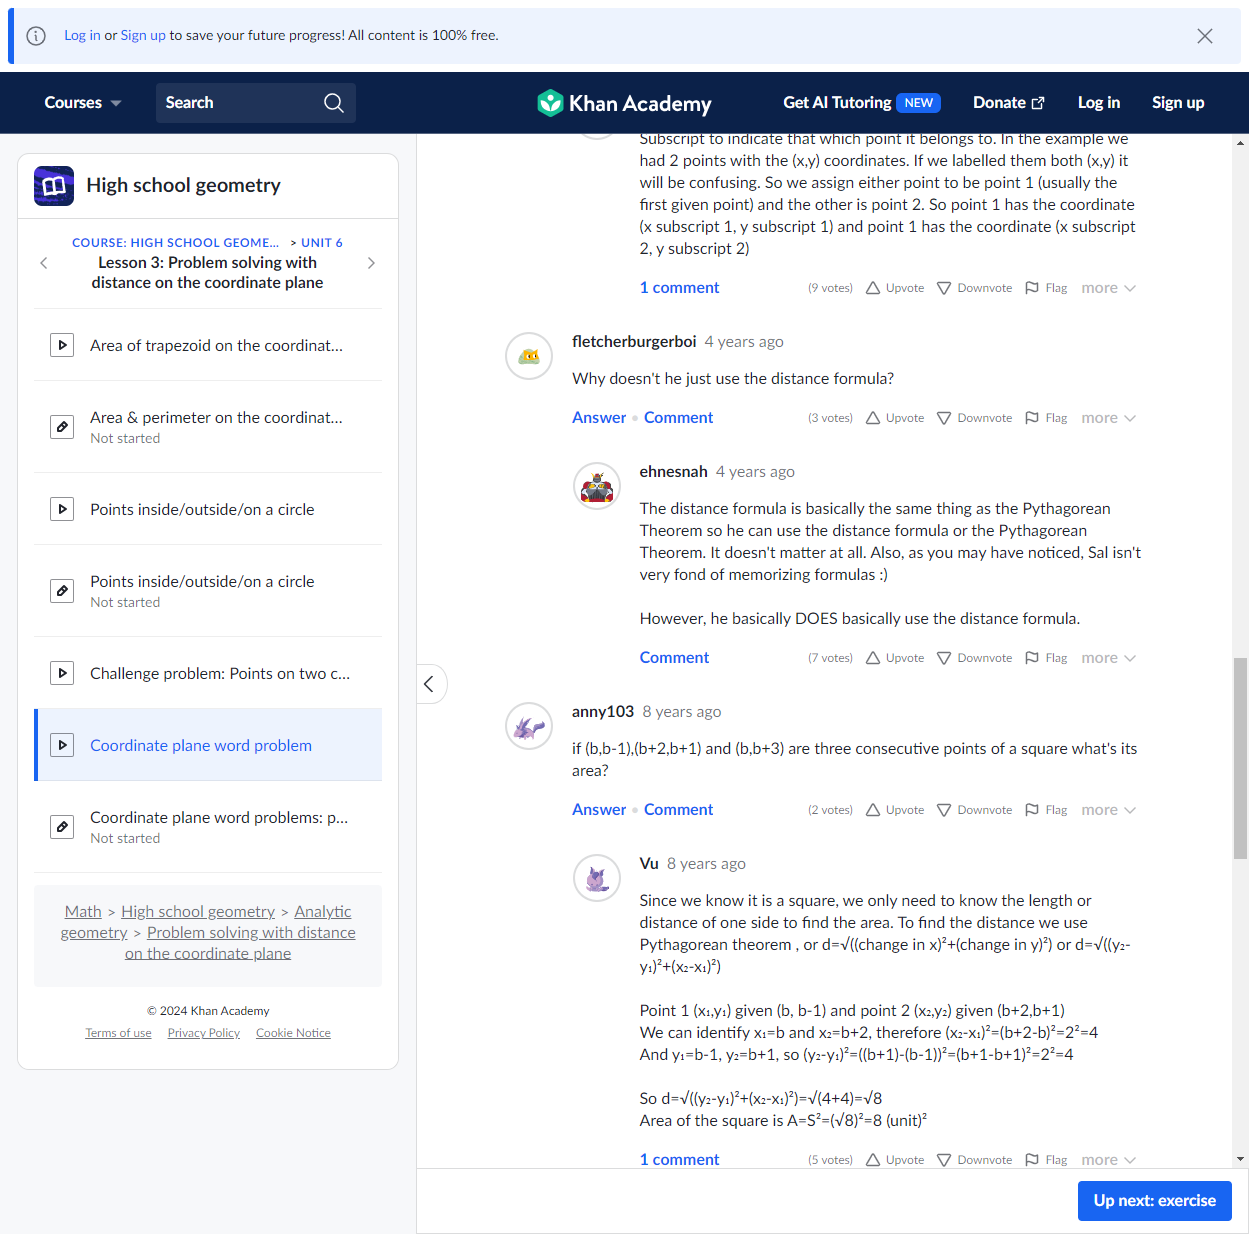 Log in or Sign up to save your future progress! All content is 100% free.
Courses
Search
Khan Academy
Get AI Tutoring NEW
Donate
Log in
Sign up
High school geometry
COURSE: HIGH SCHOOL GEOME... > UNIT 6
Lesson 3: Problem solving with
distance on the coordinate plane
Area of trapezoid on the coordinat...
Area & perimeter on the coordinat...
Not started
Points inside/outside/on a circle
Points inside/outside/on a circle
Not started
Challenge problem: Points on two c...
Coordinate plane word problem
Coordinate plane word problems: p...
Not started
Math > High school geometry > Analytic
geometry > Problem solving with distance
on the coordinate plane
© 2024 Khan Academy
Terms of use Privacy Policy Cookie Notice
Subscript to indicate that which point it belongs to. In the example we
had 2 points with the (x,y) coordinates. If we labelled them both (x,y) it
will be confusing. So we assign either point to be point 1 (usually the
first given point) and the other is point 2. So point 1 has the coordinate
(x subscript 1, y subscript 1) and point 1 has the coordinate (x subscript
2, y subscript 2)
1 comment (9 votes) Upvote Downvote Flag more
fletcherburgerboi 4 years ago
Why doesn't he just use the distance formula?
Answer • Comment (3 votes) Upvote Downvote Flag more
ehnesnah 4 years ago
The distance formula is basically the same thing as the Pythagorean
Theorem so he can use the distance formula or the Pythagorean
Theorem. It doesn't matter at all. Also, as you may have noticed, Sal isn't
very fond of memorizing formulas :)
However, he basically DOES basically use the distance formula.
Comment (7 votes) Upvote Downvote Flag more
anny103 8 years ago
if (b,b-1),(b+2,b+1) and (b,b+3) are three consecutive points of a square what's its
area?
Answer • Comment (2 votes) Upvote Downvote Flag more
Vu 8 years ago
Since we know it is a square, we only need to know the length or
distance of one side to find the area. To find the distance we use
Pythagorean theorem , or d=√((change in x)²+(change in y)²) or d=√((y₂-
y₁)²+(x₂-x₁)²)
Point 1 (x₁,y₁) given (b, b-1) and point 2 (x₂,y₂) given (b+2,b+1)
We can identify x₁=b and x₂=b+2, therefore (x₂-x₁)²=(b+2-b)²=2²=4
And y₁=b-1, y₂=b+1, so (y₂-y₁)²=((b+1)-(b-1))²=(b+1-b+1)²=2²=4
So d=√((y₂-y₁)²+(x₂-x₁)²)=√(4+4)=√8
Area of the square is A=S²=(√8)²=8 (unit)²
1 comment (5 votes) Upvote Downvote Flag more
Up next: exercise